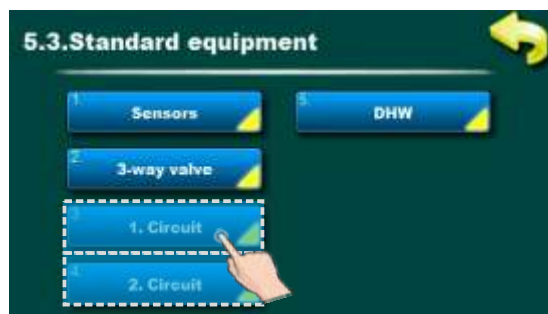 5.3.Standard equipment
1.
Sensors
5.
DHW
2.
3-way valve
3.
1. Circuit
4.
2. Circuit